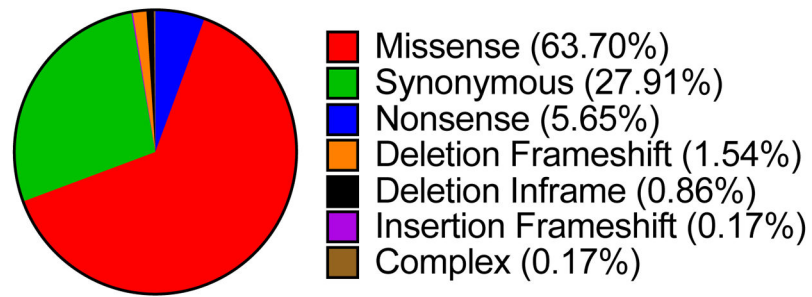 Missense (63.70%)
Synonymous (27.91%)
Nonsense (5.65%)
Deletion Frameshift (1.54%)
Deletion Inframe (0.86%)
Insertion Frameshift (0.17%)
Complex (0.17%)